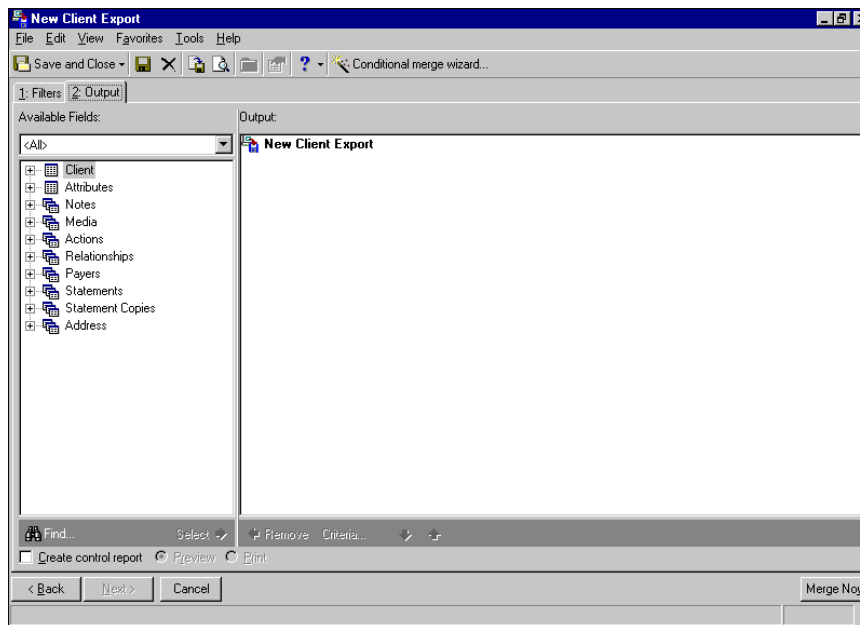 New Client Export
File Edit View Favorites Tools Help
Save and Close ? Conditional merge wizard...
1: Filters 2: Output
Available Fields: Output:
<All> New Client Export
Client
Attributes
Notes
Media
Actions
Relationships
Payers
Statements
Statement Copies
Address
Find... Select Remove Criteria...
Create control report Preview Print
< Back Next > Cancel Merge Now